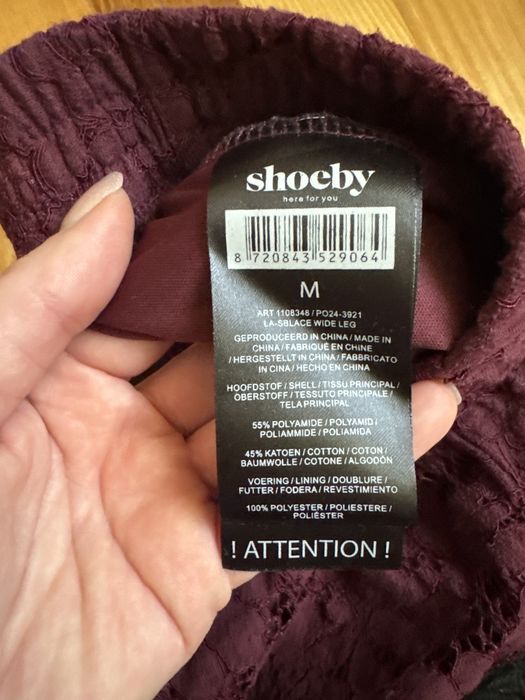 shoeby
here for you
8 720843 529064
M
ART 1108348 / PO24-3921
LA-SBLACE WIDE LEG
GEPRODUCEERD IN CHINA / MADE IN
CHINA / FABRIQUÉ EN CHINE
/ HERGESTELLT IN CHINA / FABBRICATO
IN CINA / HECHO EN CHINA
HOOFDSTOF / SHELL / TISSU PRINCIPAL /
OBERSTOFF / TESSUTO PRINCIPALE /
TELA PRINCIPAL
55% POLYAMIDE / POLYAMID /
POLIAMMIDE / POLIAMIDA
45% KATOEN / COTTON / COTON /
BAUMWOLLE / COTONE / ALGODÓN
VOERING / LINING / DOUBLURE /
FUTTER / FODERA / REVESTIMIENTO
100% POLYESTER / POLIESTERE /
POLIÉSTER
! ATTENTION !